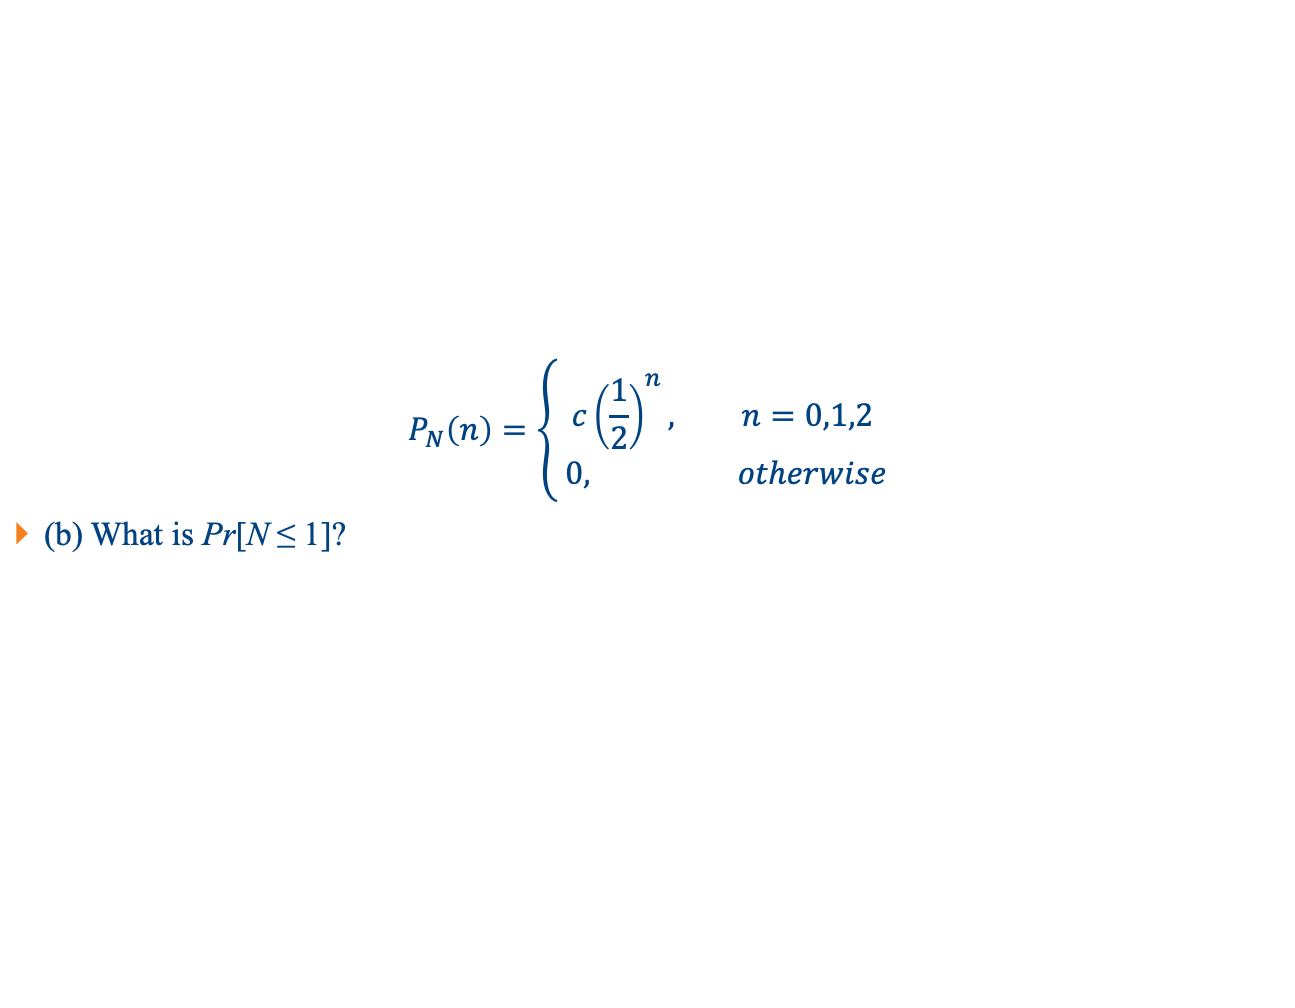 P_N(n) = { c(1/2)^n, n = 0,1,2
0, otherwise
(b) What is Pr[N ≤ 1]?